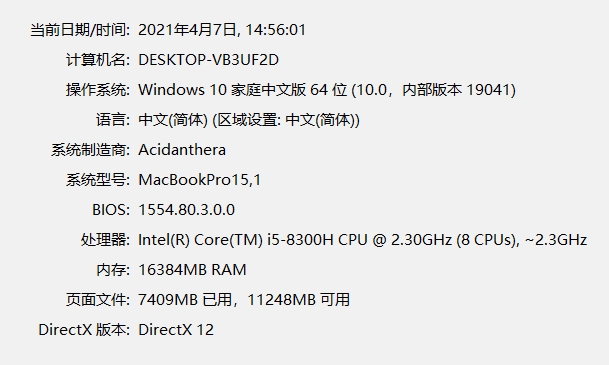 当前日期/时间: 2021年4月7日, 14:56:01
计算机名: DESKTOP-VB3UF2D
操作系统: Windows 10 家庭中文版 64 位 (10.0，内部版本 19041)
语言: 中文(简体) (区域设置: 中文(简体))
系统制造商: Acidanthera
系统型号: MacBookPro15,1
BIOS: 1554.80.3.0.0
处理器: Intel(R) Core(TM) i5-8300H CPU @ 2.30GHz (8 CPUs), ~2.3GHz
内存: 16384MB RAM
页面文件: 7409MB 已用，11248MB 可用
DirectX 版本: DirectX 12